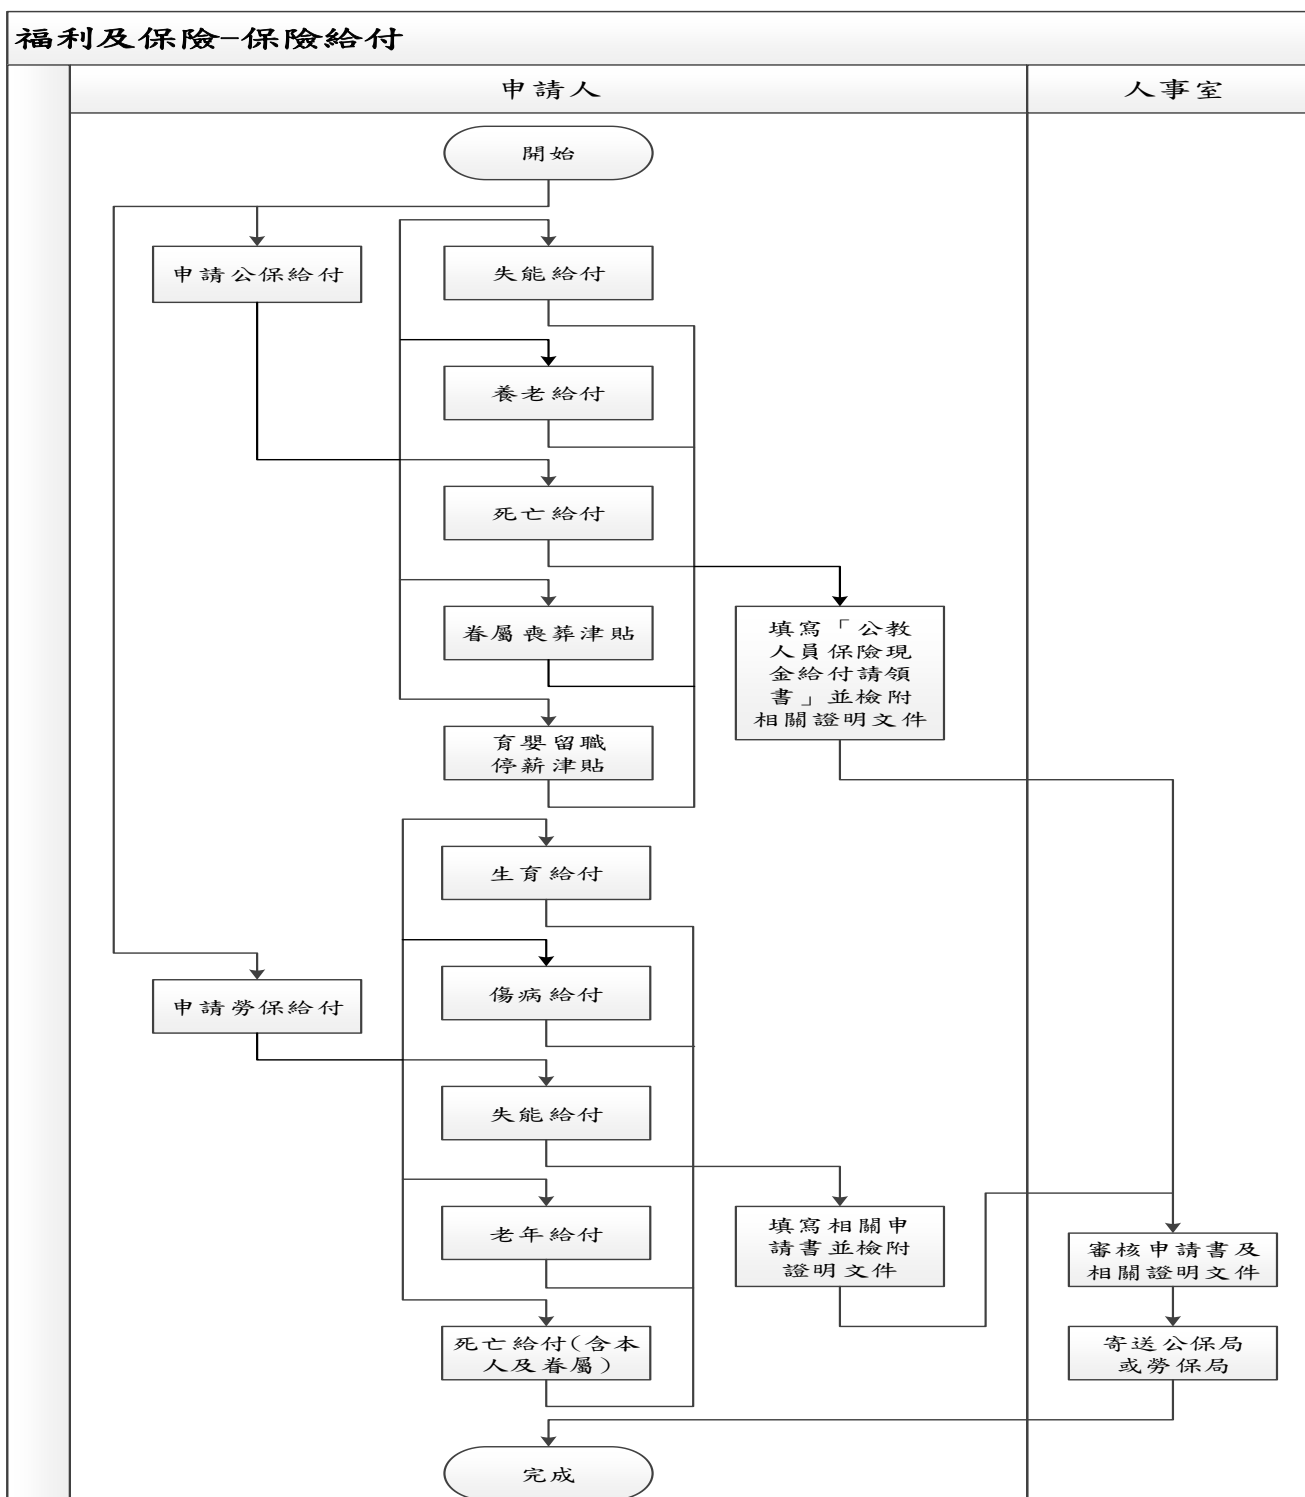 福利及保險-保險給付
申請人
人事室
開始
申請公保給付
失能給付
養老給付
死亡給付
眷屬喪葬津貼
育嬰留職
停薪津貼
填寫「公教
人員保險現
金給付請領
書」並檢附
相關證明文件
申請勞保給付
生育給付
傷病給付
失能給付
老年給付
死亡給付(含本
人及眷屬)
填寫相關申
請書並檢附
證明文件
審核申請書及
相關證明文件
寄送公保局
或勞保局
完成